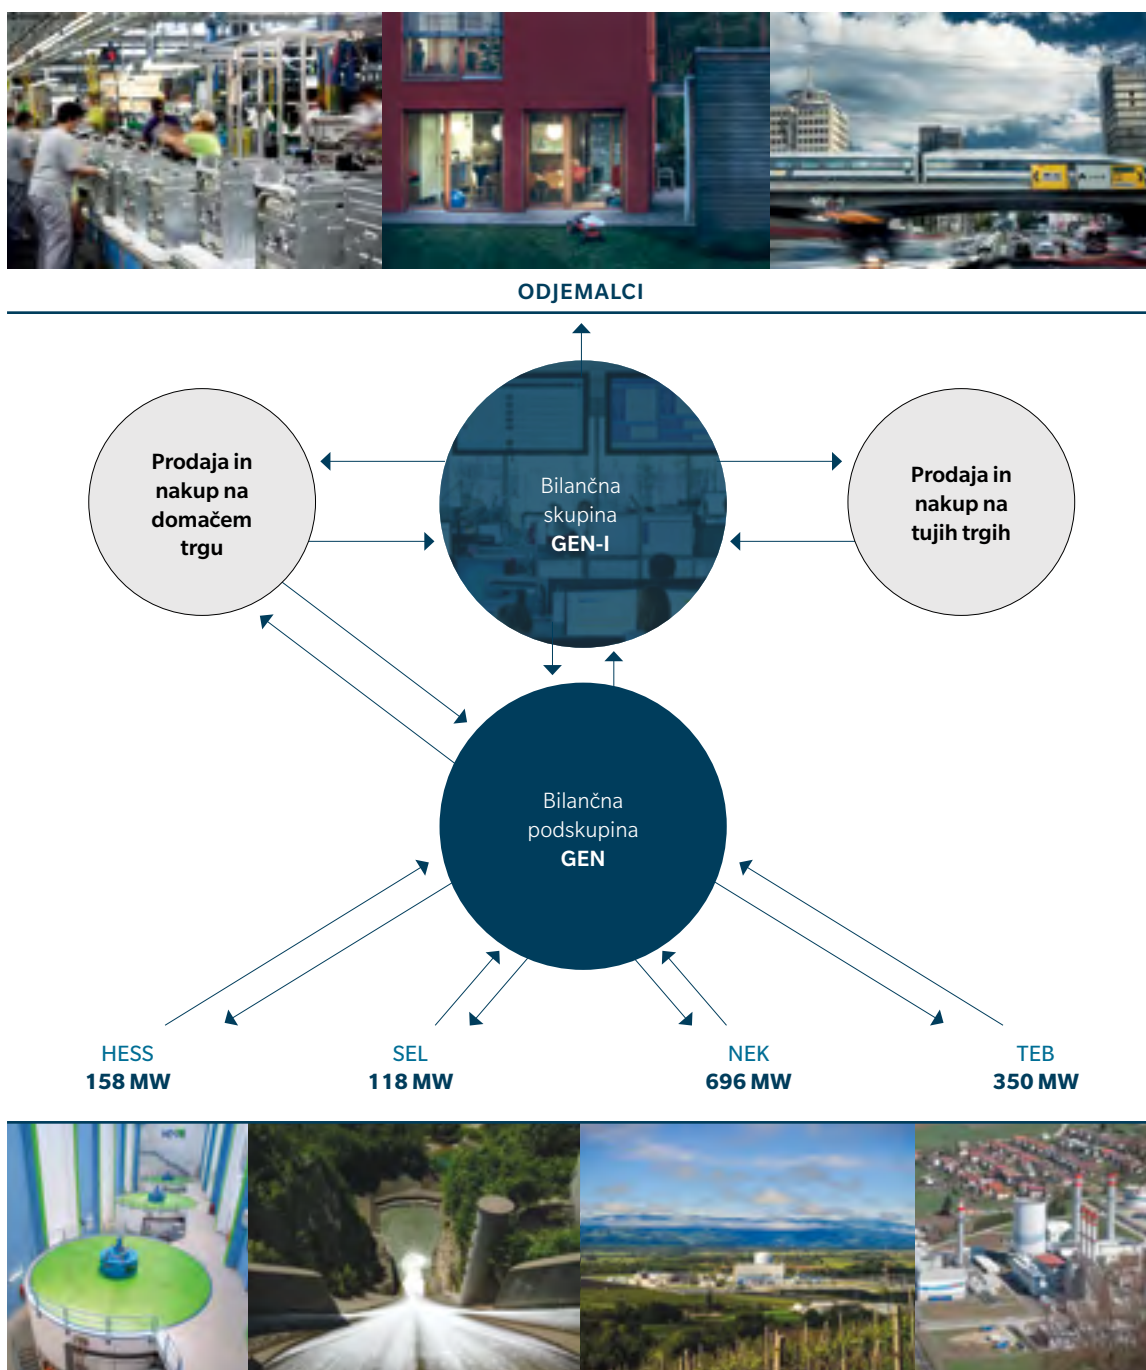 ODJEMALCI
Prodaja in
nakup na
domačem
trgu
Bilančna
skupina
GEN-I
Prodaja in
nakup na
tujih trgih
Bilančna
podskupina
GEN
HESS
158 MW
SEL
118 MW
NEK
696 MW
TEB
350 MW